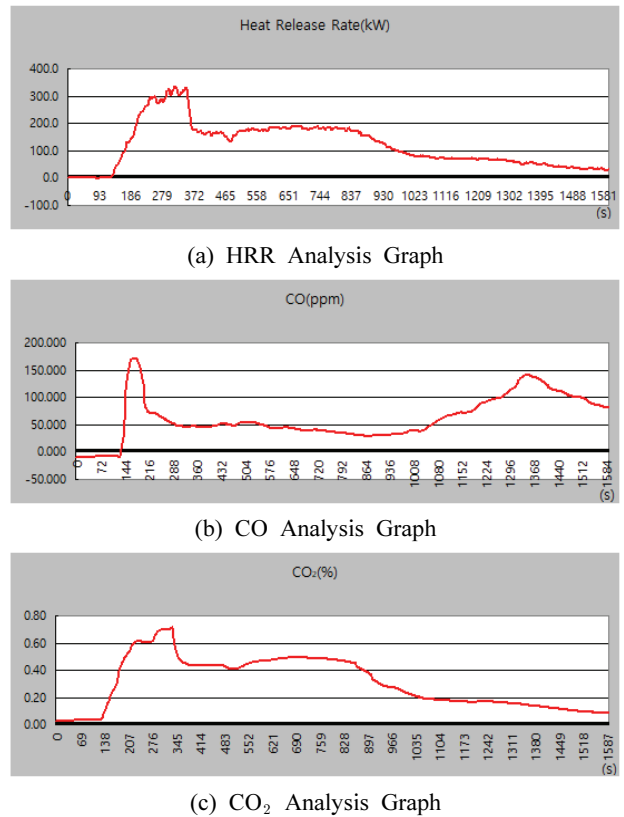 Heat Release Rate(kW)
400.0
300.0
200.0
100.0
0.0
-100.0
0 93 186 279 372 465 558 651 744 837 930 1023 1116 1209 1302 1395 1488 1581
(s)
(a) HRR Analysis Graph
CO(ppm)
200.000
150.000
100.000
50.000
0.000
-50.000
0 72 144 216 288 360 432 504 576 648 720 792 864 936 1008 1080 1152 1224 1296 1368 1440 1512 1584
(s)
(b) CO Analysis Graph
CO₂(%)
0.80
0.60
0.40
0.20
0.00
0 69 138 207 276 345 414 483 552 621 690 759 828 897 966 1035 1104 1173 1242 1311 1380 1449 1518 1587
(s)
(c) CO₂ Analysis Graph